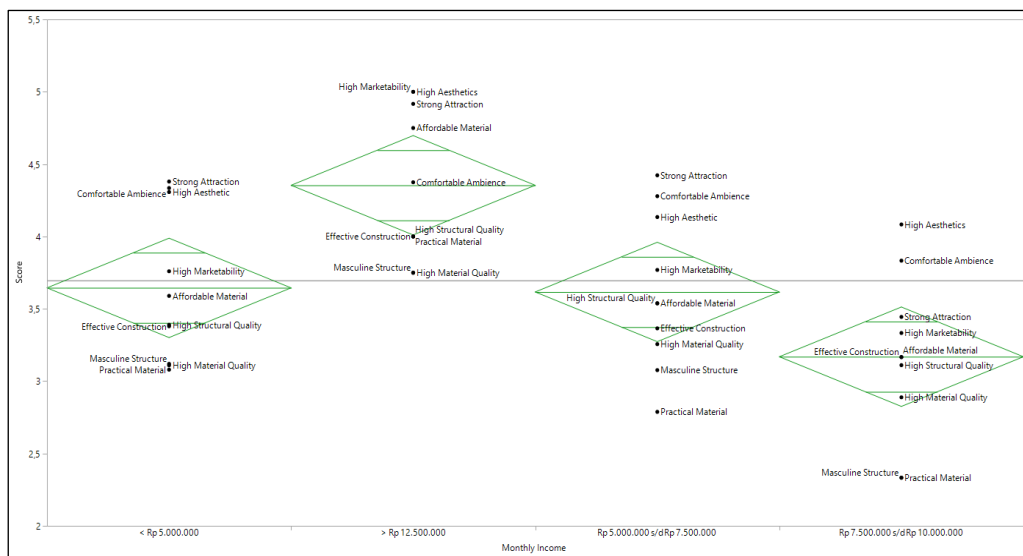 5,5
5
4,5
4
3,5
3
2,5
2
Score
Strong Attraction
Comfortable Ambience
High Aesthetic
High Marketability
Affordable Material
Effective Construction
High Structural Quality
Masculine Structure
High Material Quality
Practical Material
High Marketability
High Aesthetics
Strong Attraction
Affordable Material
Comfortable Ambience
High Structural Quality
Effective Construction
Practical Material
Masculine Structure
High Material Quality
Strong Attraction
Comfortable Ambience
High Aesthetic
High Marketability
High Structural Quality
Affordable Material
Effective Construction
High Material Quality
Masculine Structure
Practical Material
High Aesthetics
Comfortable Ambience
Strong Attraction
High Marketability
Effective Construction
Affordable Material
High Structural Quality
High Material Quality
Masculine Structure
Practical Material
< Rp 5.000.000
> Rp 12.500.000
Rp 5.000.000 s/d Rp 7.500.000
Rp 7.500.000 s/d Rp 10.000.000
Monthly Income